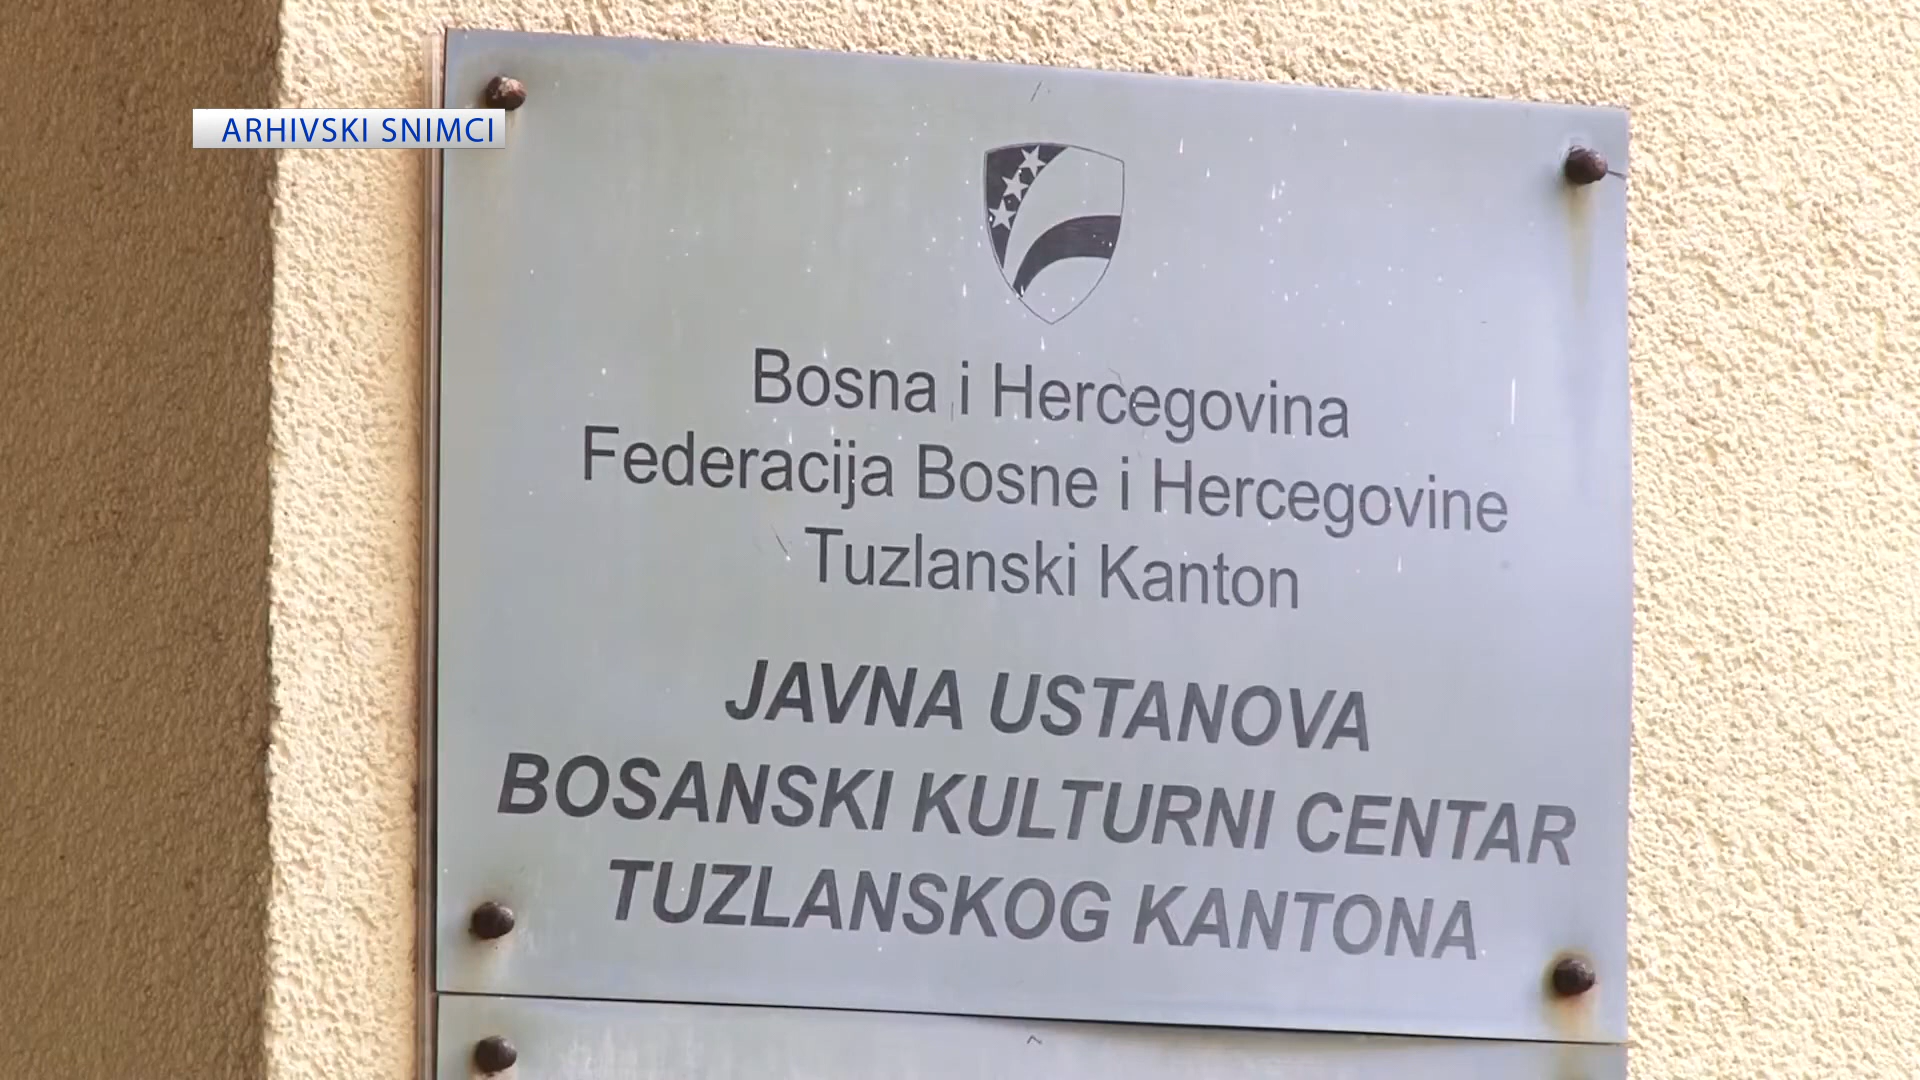 ARHIVSKI SNIMCI
Bosna i Hercegovina
Federacija Bosne i Hercegovine
Tuzlanski Kanton
JAVNA USTANOVA
BOSANSKI KULTURNI CENTAR
TUZLANSKOG KANTONA